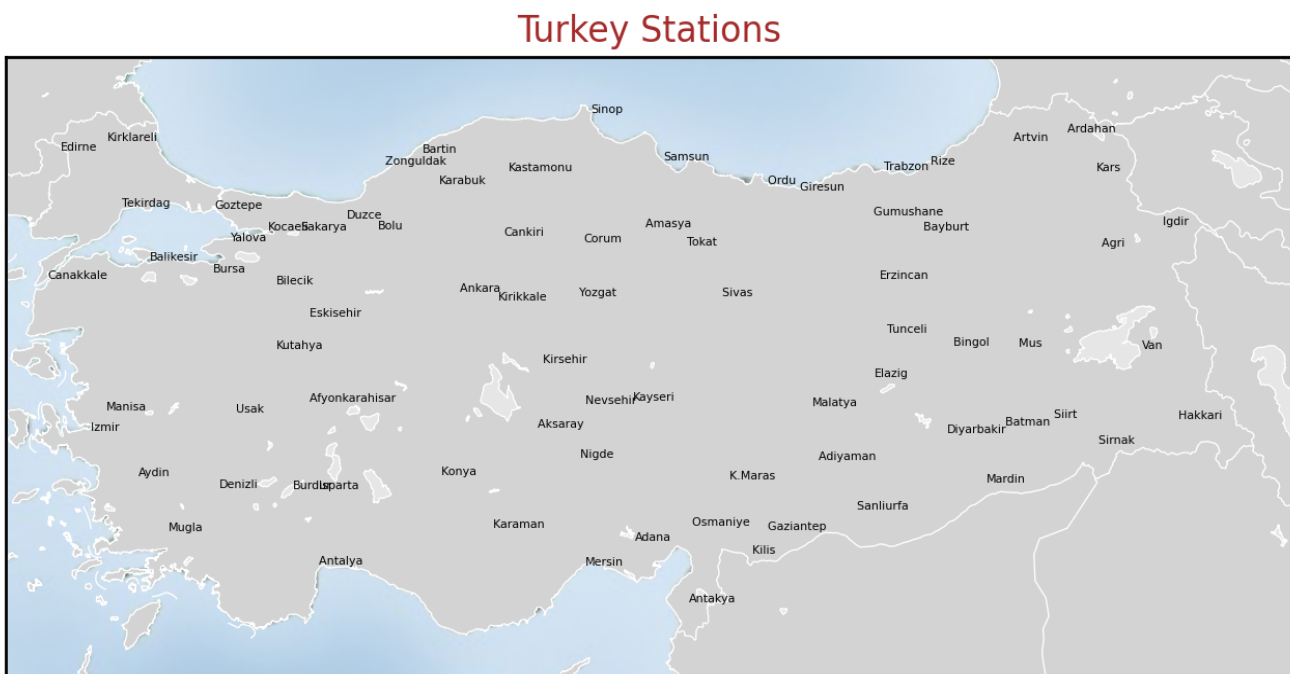 Turkey Stations
Sinop
Ardahan
Kirklareli
Artvin
Edirne
Bartin
Zonguldak
Samsun
Rize
Kastamonu
Trabzon
Kars
Karabuk
Ordu
Giresun
Tekirdag
Goztepe
Gumushane
Duzce
Igdir
Amasya
Kocaeli
Sakarya
Bolu
Bayburt
Cankiri
Yalova
Corum
Tokat
Agri
Balikesir
Bursa
Canakkale
Erzincan
Bilecik
Ankara
Kirikkale
Yozgat
Sivas
Eskisehir
Tunceli
Kutahya
Bingol
Mus
Van
Kirsehir
Elazig
Afyonkarahisar
Nevsehir
Kayseri
Malatya
Manisa
Usak
Siirt
Hakkari
Izmir
Aksaray
Batman
Diyarbakir
Sirnak
Nigde
Adiyaman
Aydin
Konya
K.Maras
Mardin
Denizli
Burdur
Isparta
Sanliurfa
Mugla
Karaman
Osmaniye
Gaziantep
Adana
Kilis
Antalya
Mersin
Antakya